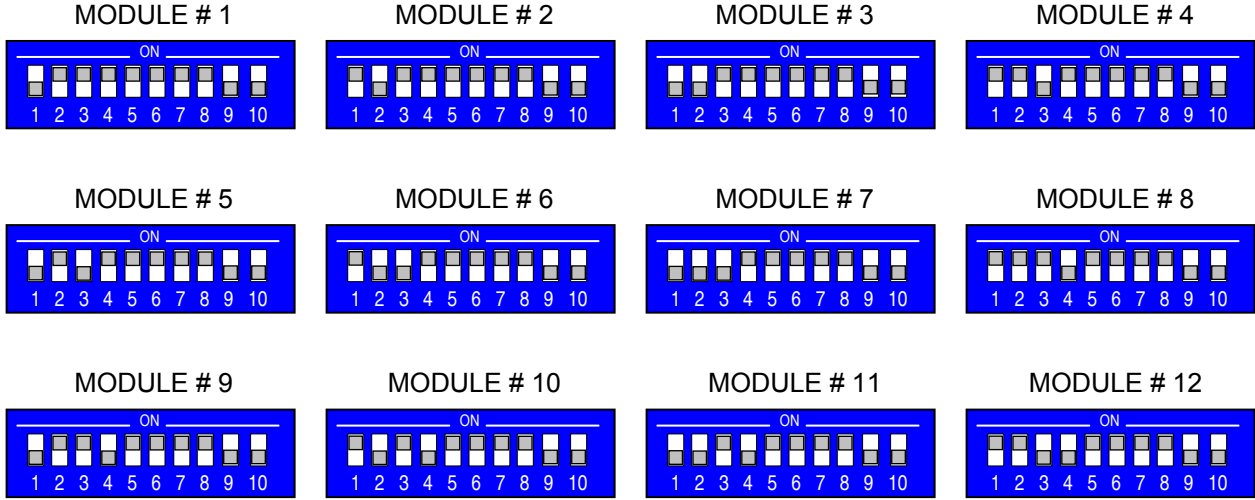 MODULE # 1 MODULE # 2 MODULE # 3 MODULE # 4
ON ON ON ON
1 2 3 4 5 6 7 8 9 10 1 2 3 4 5 6 7 8 9 10 1 2 3 4 5 6 7 8 9 10 1 2 3 4 5 6 7 8 9 10
MODULE # 5 MODULE # 6 MODULE # 7 MODULE # 8
ON ON ON ON
1 2 3 4 5 6 7 8 9 10 1 2 3 4 5 6 7 8 9 10 1 2 3 4 5 6 7 8 9 10 1 2 3 4 5 6 7 8 9 10
MODULE # 9 MODULE # 10 MODULE # 11 MODULE # 12
ON ON ON ON
1 2 3 4 5 6 7 8 9 10 1 2 3 4 5 6 7 8 9 10 1 2 3 4 5 6 7 8 9 10 1 2 3 4 5 6 7 8 9 10